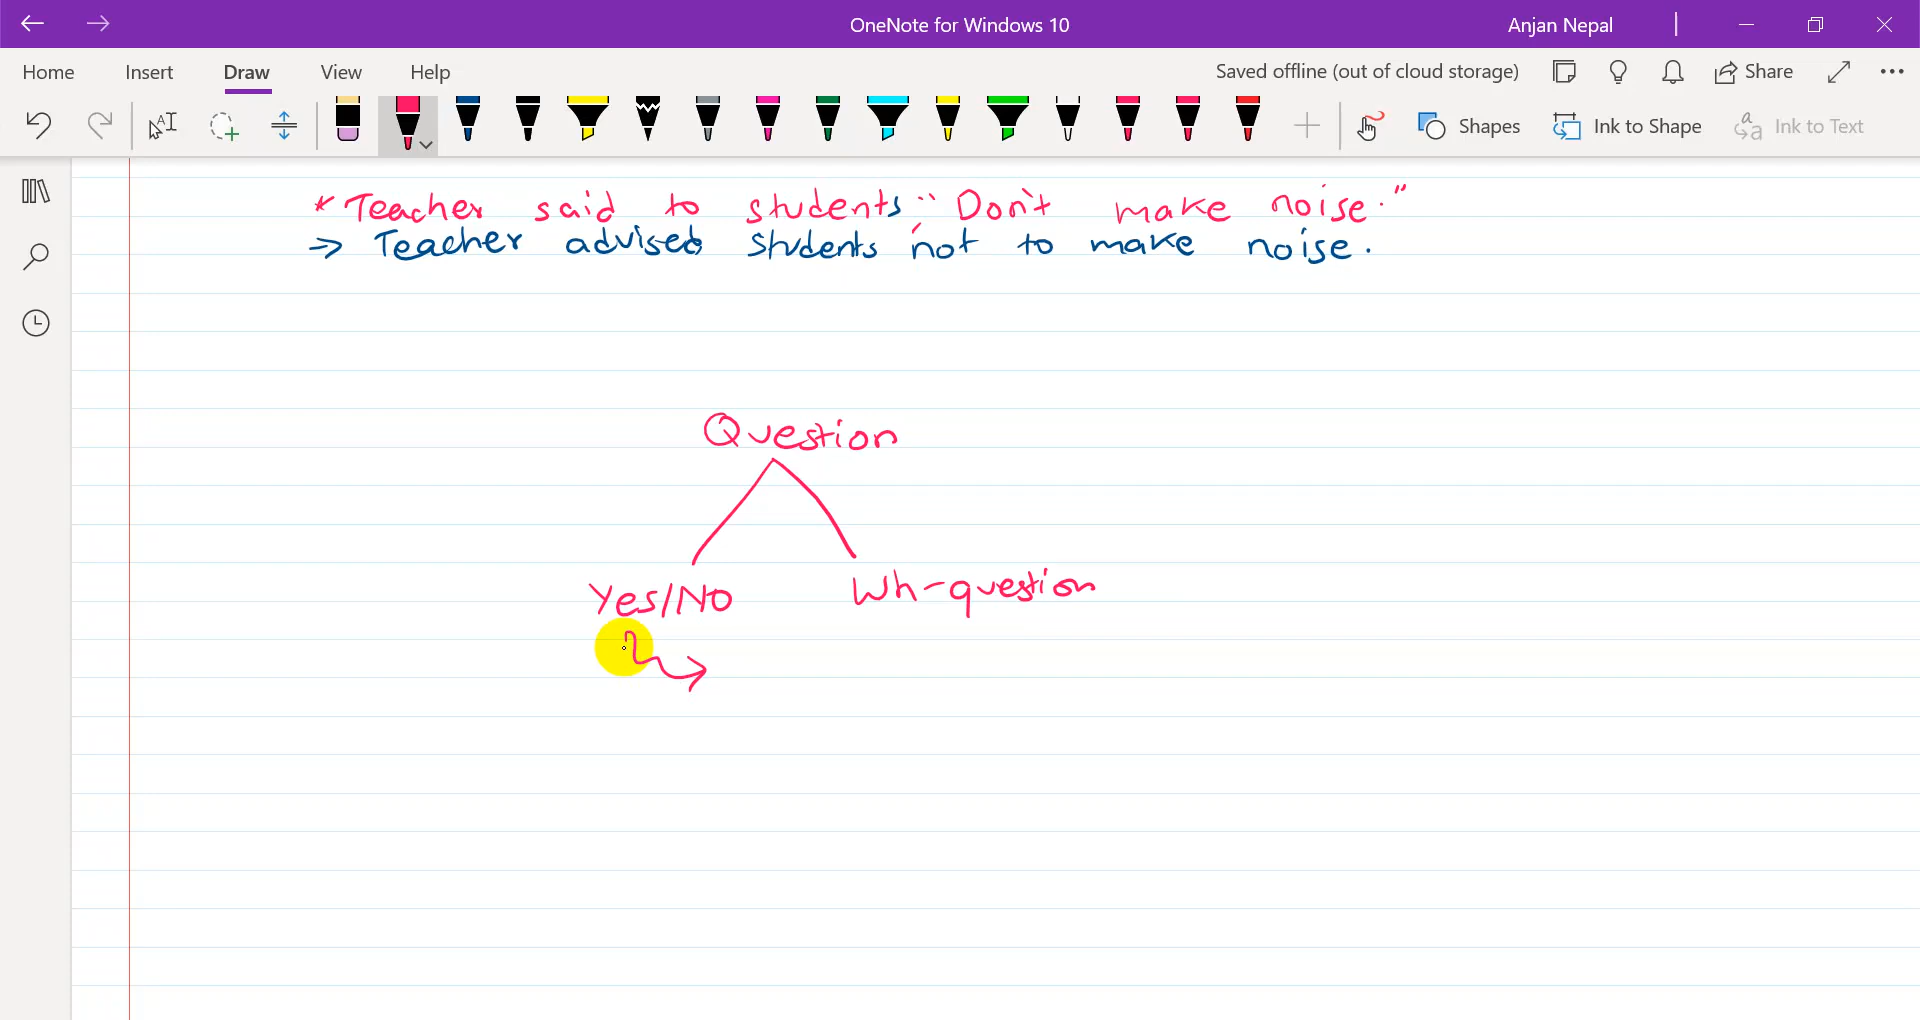 OneNote for Windows 10
Anjan Nepal
Home Insert Draw View Help
Saved offline (out of cloud storage)
Share
Shapes Ink to Shape Ink to Text
* Teacher said to students, "Don't make noise."
→ Teacher advised students not to make noise.
Question
Yes/No Wh-question